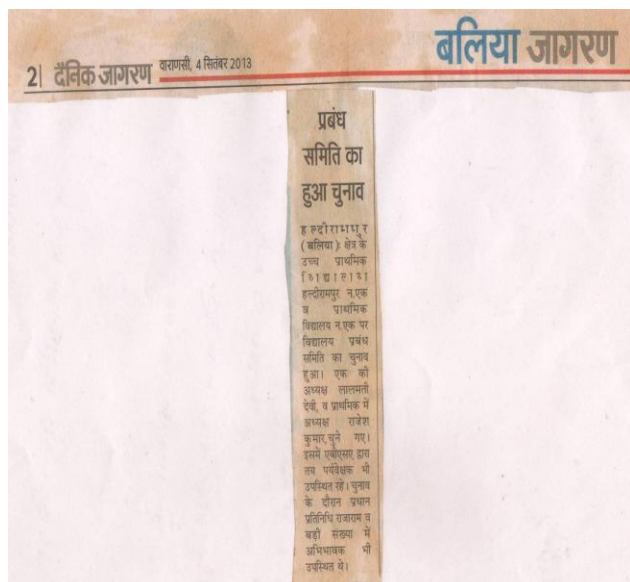 2| दैनिक जागरण वाराणसी, 4 सितंबर 2013
बलिया जागरण
प्रबंध
समिति का
हुआ चुनाव
हल्दीरामपुर
(बलिया): क्षेत्र के
उच्च प्राथमिक
विद्यालय
हल्दीरामपुर न.एक
व प्राथमिक
विद्यालय न.एक पर
विद्यालय प्रबंध
समिति का चुनाव
हुआ। एक की
अध्यक्ष लालमती
देवी, व प्राथमिक में
अध्यक्ष राजेश
कुमार,चुने गए।
इसमें एबीएसए द्वारा
तय पर्यवेक्षक भी
उपस्थित रहे। चुनाव
के दौरान प्रधान
प्रतिनिधि राजाराम व
बड़ी संख्या में
अभिभावक भी
उपस्थित थे।